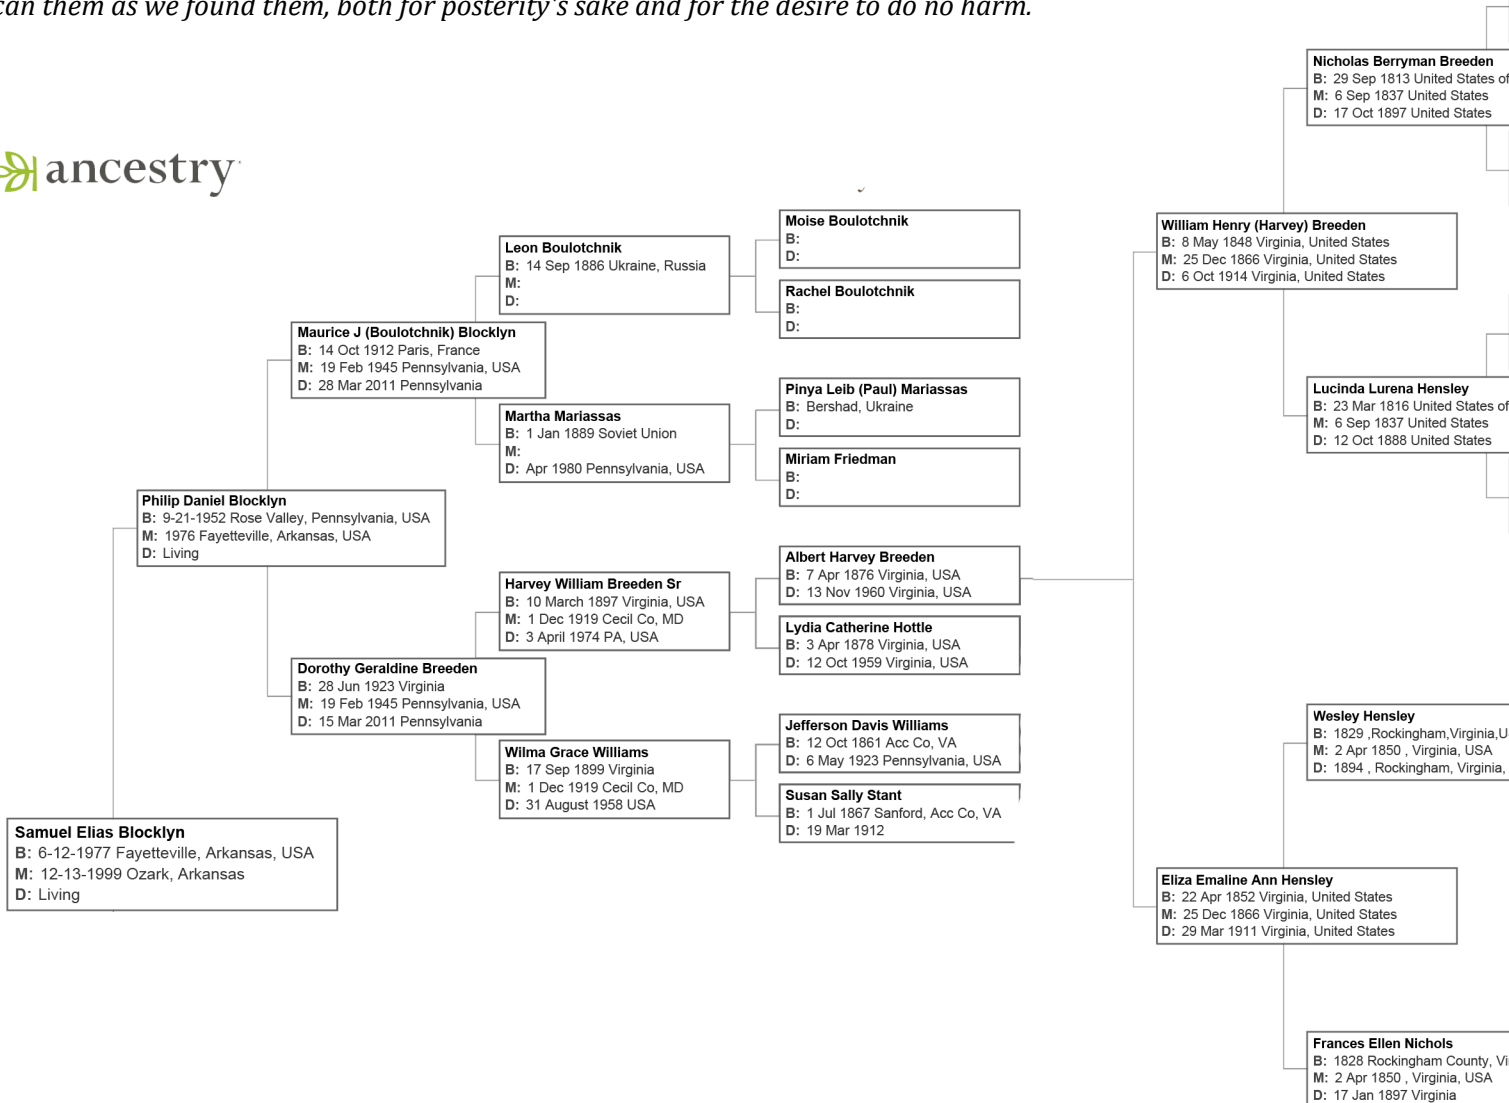 can them as we found them, both for posterity's sake and for the desire to do no harm.
ancestry
Samuel Elias Blocklyn
B: 6-12-1977 Fayetteville, Arkansas, USA
M: 12-13-1999 Ozark, Arkansas
D: Living
Philip Daniel Blocklyn
B: 9-21-1952 Rose Valley, Pennsylvania, USA
M: 1976 Fayetteville, Arkansas, USA
D: Living
Maurice J (Boulotchnik) Blocklyn
B: 14 Oct 1912 Paris, France
M: 19 Feb 1945 Pennsylvania, USA
D: 28 Mar 2011 Pennsylvania
Dorothy Geraldine Breeden
B: 28 Jun 1923 Virginia
M: 19 Feb 1945 Pennsylvania, USA
D: 15 Mar 2011 Pennsylvania
Leon Boulotchnik
B: 14 Sep 1886 Ukraine, Russia
M:
D:
Martha Mariassas
B: 1 Jan 1889 Soviet Union
M:
D: Apr 1980 Pennsylvania, USA
Harvey William Breeden Sr
B: 10 March 1897 Virginia, USA
M: 1 Dec 1919 Cecil Co, MD
D: 3 April 1974 PA, USA
Wilma Grace Williams
B: 17 Sep 1899 Virginia
M: 1 Dec 1919 Cecil Co, MD
D: 31 August 1958 USA
Moise Boulotchnik
B:
D:
Rachel Boulotchnik
B:
D:
Pinya Leib (Paul) Mariassas
B: Bershad, Ukraine
D:
Miriam Friedman
B:
D:
Albert Harvey Breeden
B: 7 Apr 1876 Virginia, USA
D: 13 Nov 1960 Virginia, USA
Lydia Catherine Hottle
B: 3 Apr 1878 Virginia, USA
D: 12 Oct 1959 Virginia, USA
Jefferson Davis Williams
B: 12 Oct 1861 Acc Co, VA
D: 6 May 1923 Pennsylvania, USA
Susan Sally Stant
B: 1 Jul 1867 Sanford, Acc Co, VA
D: 19 Mar 1912
William Henry (Harvey) Breeden
B: 8 May 1848 Virginia, United States
M: 25 Dec 1866 Virginia, United States
D: 6 Oct 1914 Virginia, United States
Eliza Emaline Ann Hensley
B: 22 Apr 1852 Virginia, United States
M: 25 Dec 1866 Virginia, United States
D: 29 Mar 1911 Virginia, United States
Nicholas Berryman Breeden
B: 29 Sep 1813 United States of
M: 6 Sep 1837 United States
D: 17 Oct 1897 United States
Lucinda Lurena Hensley
B: 23 Mar 1816 United States of
M: 6 Sep 1837 United States
D: 12 Oct 1888 United States
Wesley Hensley
B: 1829 ,Rockingham,Virginia,U
M: 2 Apr 1850 , Virginia, USA
D: 1894 , Rockingham, Virginia,
Frances Ellen Nichols
B: 1828 Rockingham County, Vi
M: 2 Apr 1850 , Virginia, USA
D: 17 Jan 1897 Virginia